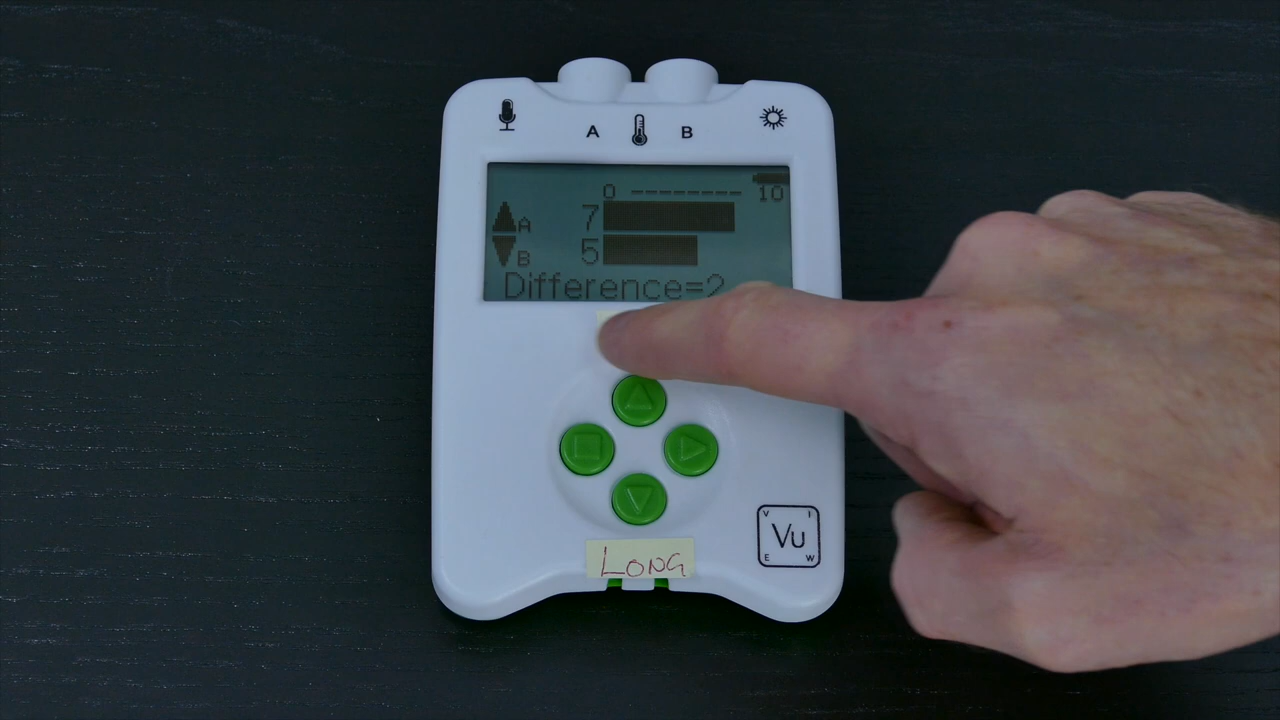 A B
0 -------- 10
7
A
5
B
Difference=2
V I
Vu
E W
LONG